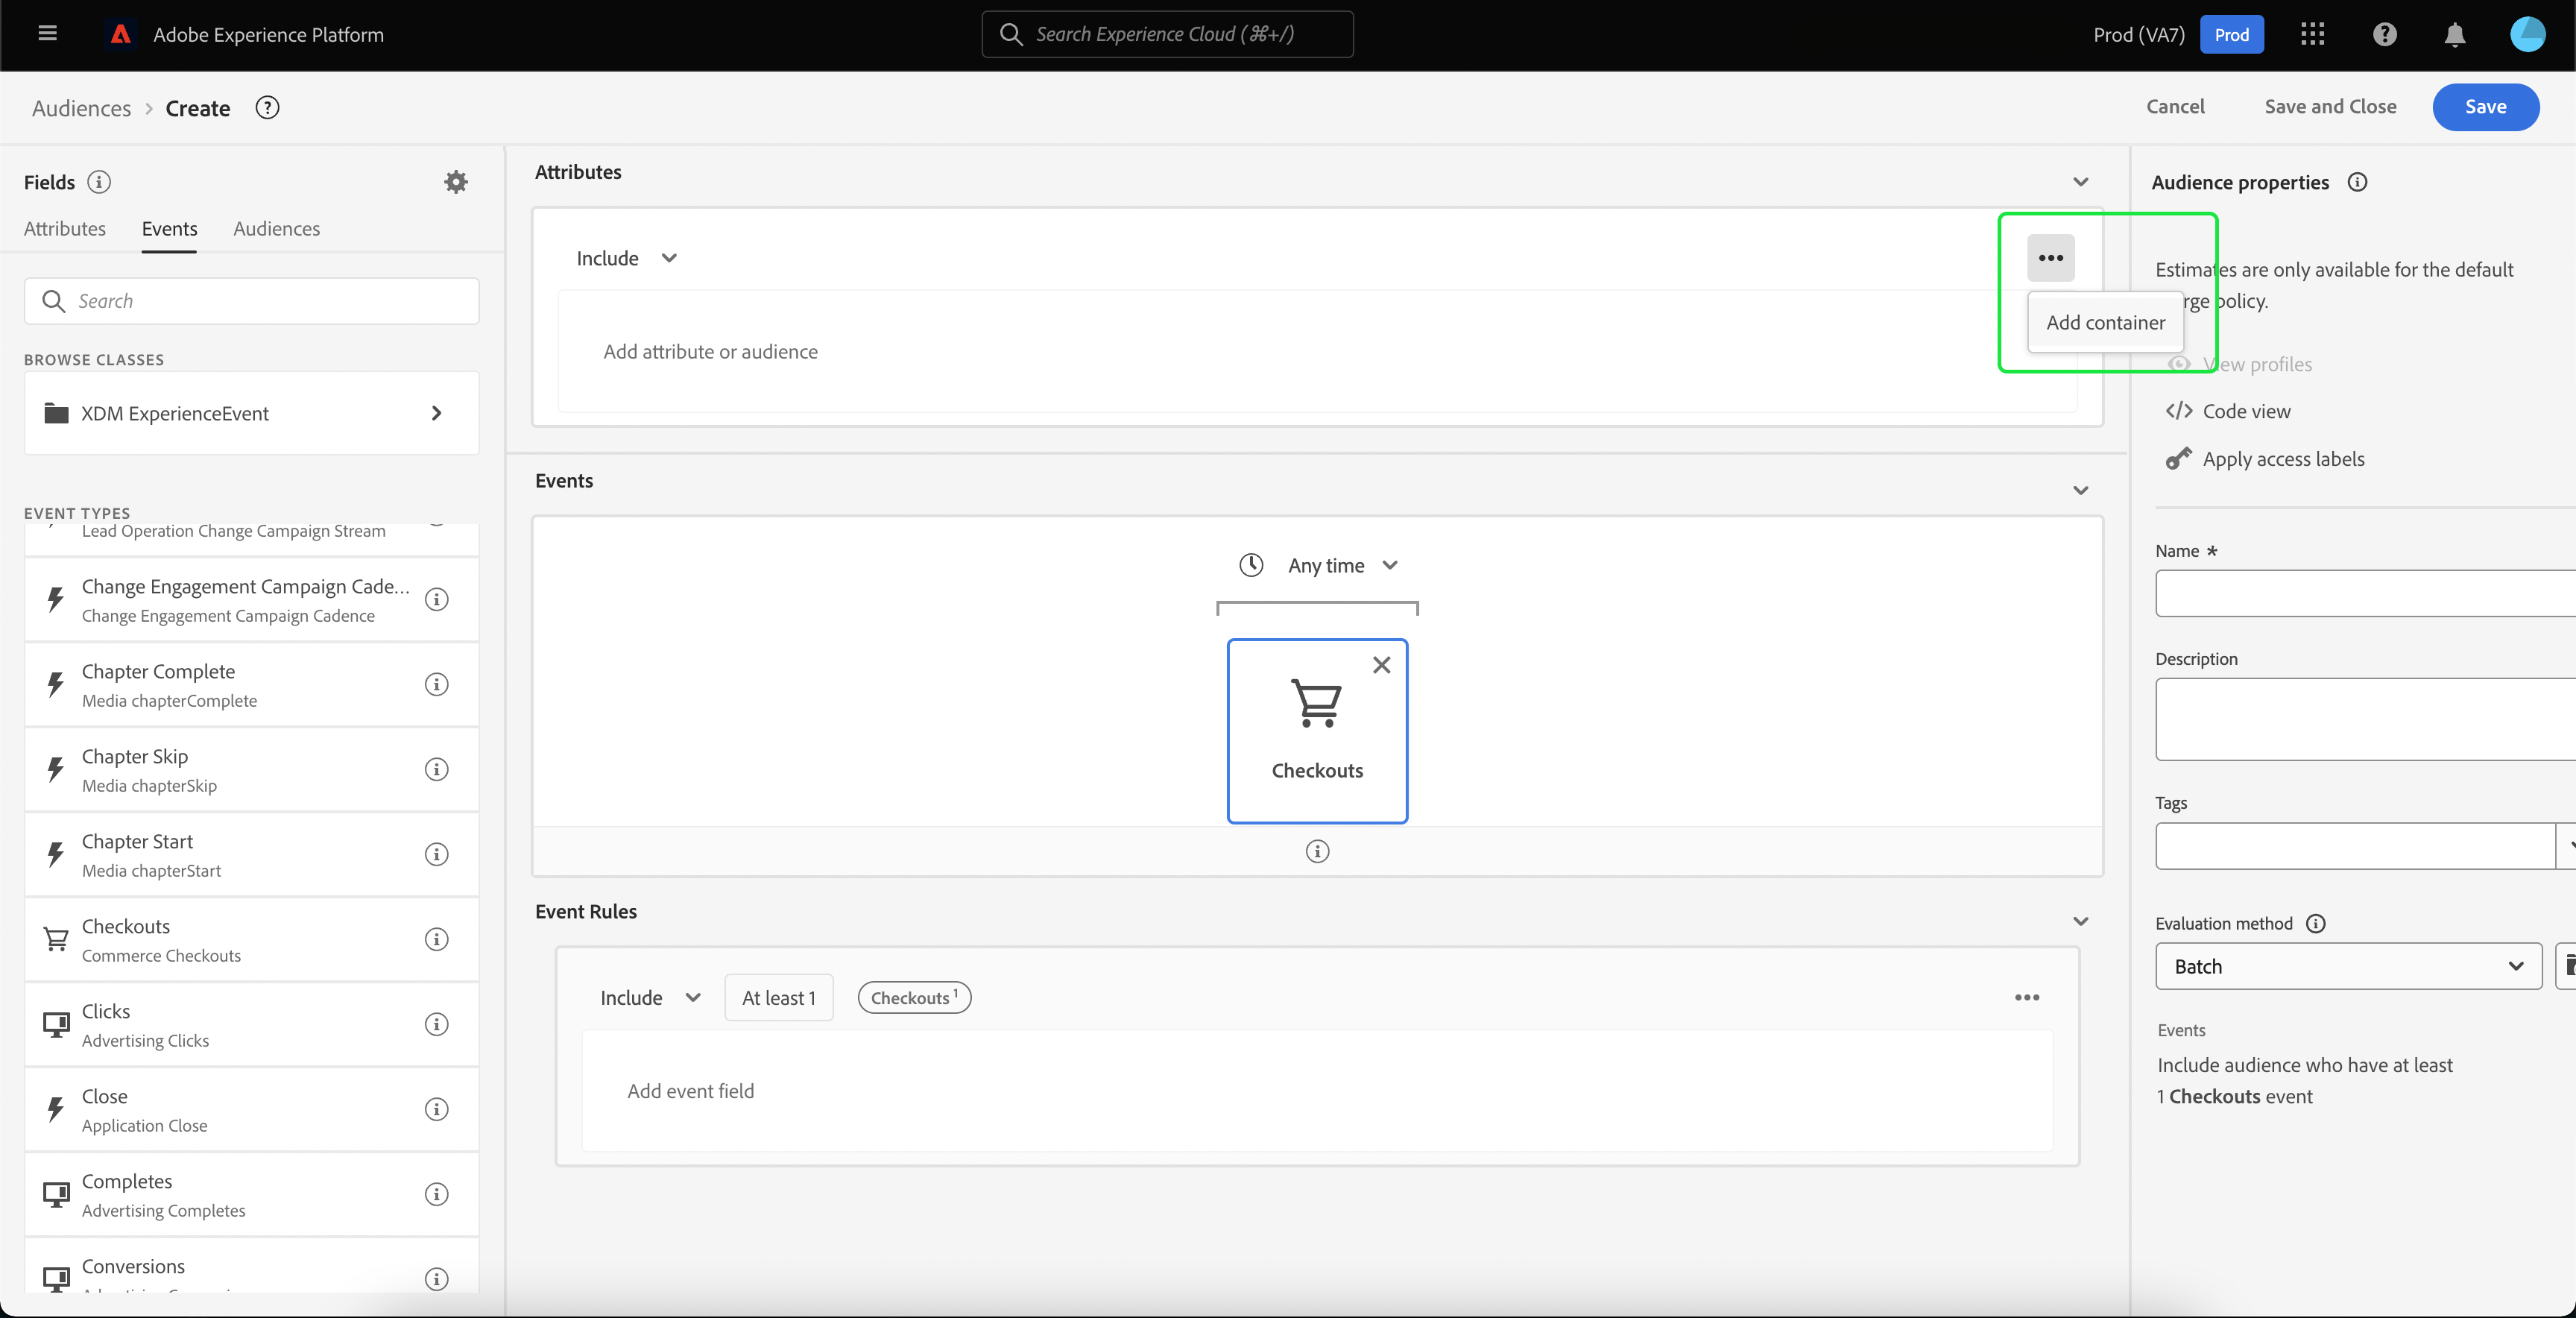 Adobe Experience Platform
Search Experience Cloud (⌘+/)
Prod (VA7)
Prod
Audiences
Create
Cancel
Save and Close
Save
Fields
Attributes
Events
Audiences
Search
BROWSE CLASSES
XDM ExperienceEvent
EVENT TYPES
Lead Operation Change Campaign Stream
Change Engagement Campaign Cade...
Change Engagement Campaign Cadence
Chapter Complete
Media chapterComplete
Chapter Skip
Media chapterSkip
Chapter Start
Media chapterStart
Checkouts
Commerce Checkouts
Clicks
Advertising Clicks
Close
Application Close
Completes
Advertising Completes
Conversions
Attributes
Include
Add container
Add attribute or audience
Events
Any time
Checkouts
Event Rules
Include
At least 1
Checkouts 1
Add event field
Audience properties
Estimates are only available for the default
policy.
View profiles
Code view
Apply access labels
Name *
Description
Tags
Evaluation method
Batch
Events
Include audience who have at least
1 Checkouts event